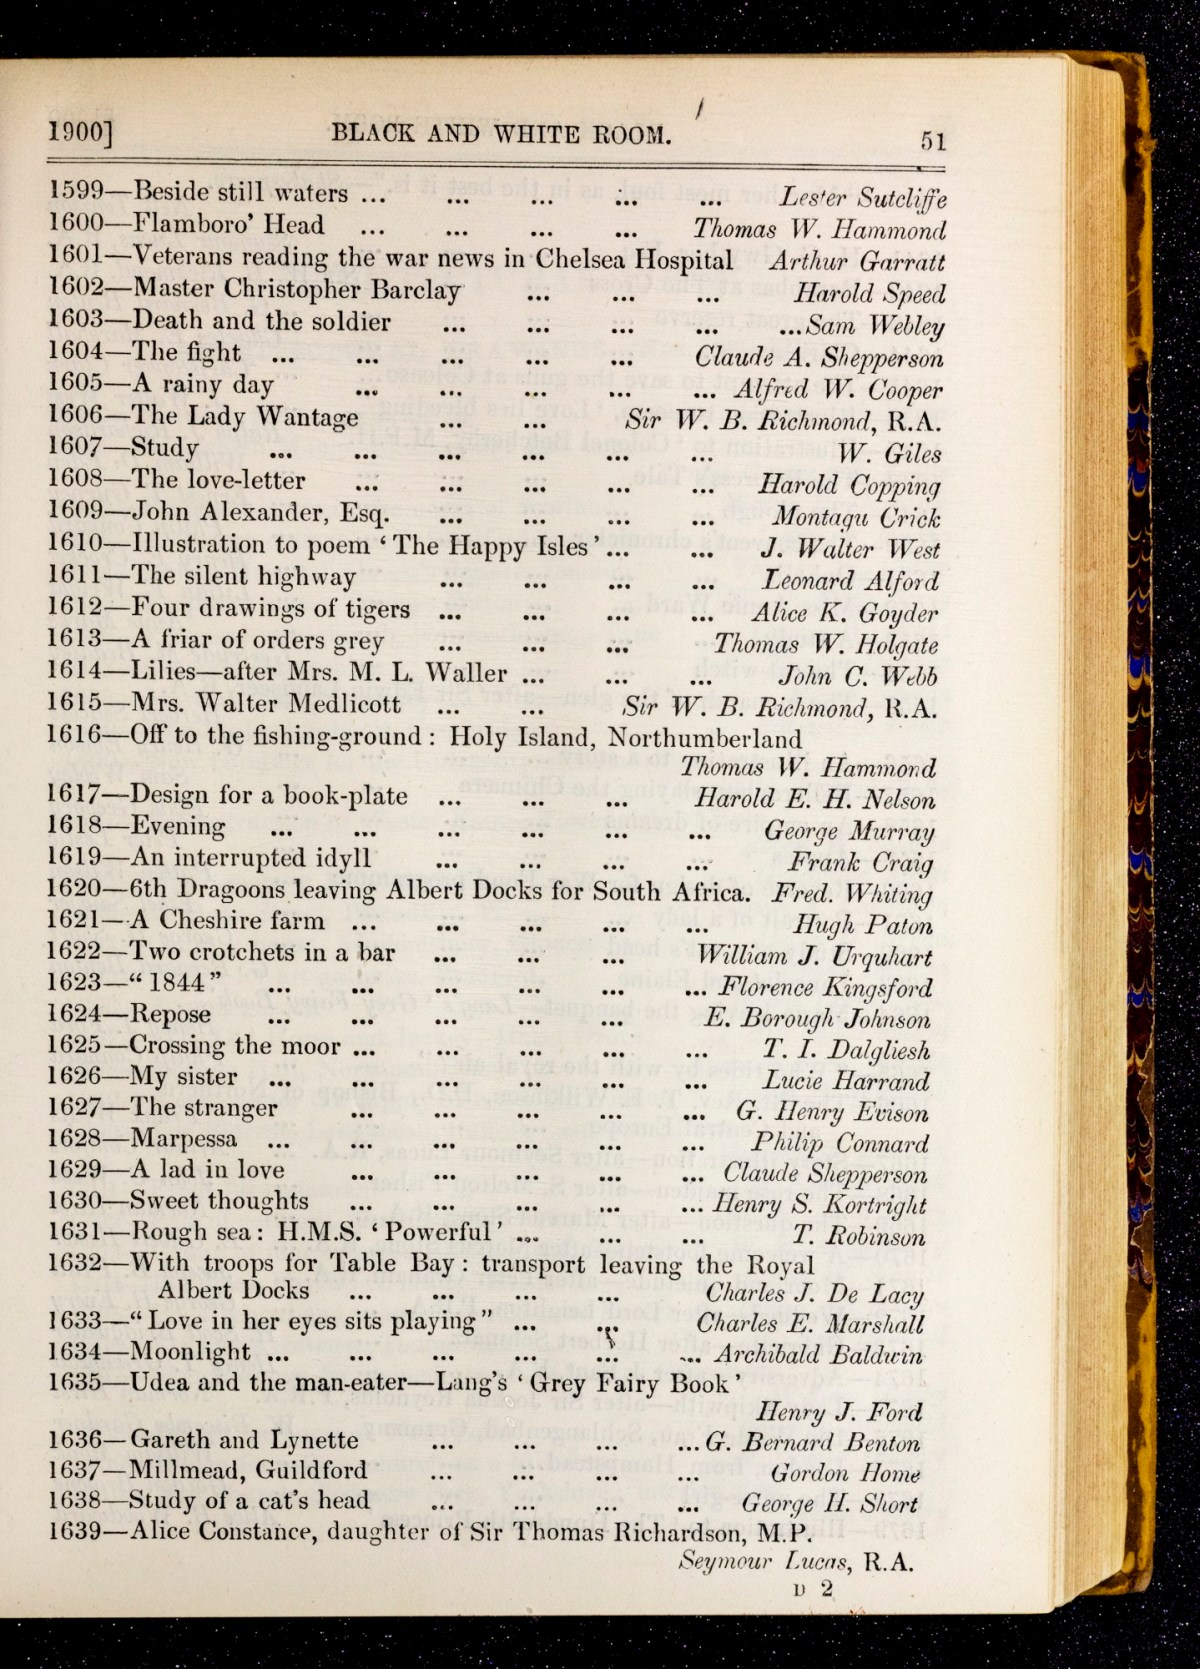 1900] BLACK AND WHITE ROOM. 51
1599—Beside still waters ... ... ... ... ... Lester Sutcliffe
1600—Flamboro’ Head ... ... ... ... Thomas W. Hammond
1601—Veterans reading the war news in Chelsea Hospital Arthur Garratt
1602—Master Christopher Barclay ... ... ... Harold Speed
1603—Death and the soldier ... ... ... ... ...Sam Webley
1604—The fight ... ... ... ... ... Claude A. Shepperson
1605—A rainy day ... ... ... ... ... Alfred W. Cooper
1606—The Lady Wantage ... ... Sir W. B. Richmond, R.A.
1607—Study ... ... ... ... ... ... W. Giles
1608—The love-letter ... ... ... ... ... Harold Copping
1609—John Alexander, Esq. ... ... ... ... Montagu Crick
1610—Illustration to poem ‘The Happy Isles’... ... J. Walter West
1611—The silent highway ... ... ... ... Leonard Alford
1612—Four drawings of tigers ... ... ... ... Alice K. Goyder
1613—A friar of orders grey ... ... ... Thomas W. Holgate
1614—Lilies—after Mrs. M. L. Waller ... ... ... John C. Webb
1615—Mrs. Walter Medlicott ... ... Sir W. B. Richmond, R.A.
1616—Off to the fishing-ground : Holy Island, Northumberland
Thomas W. Hammond
1617—Design for a book-plate ... ... ... Harold E. H. Nelson
1618—Evening ... ... ... ... ... ... George Murray
1619—An interrupted idyll ... ... ... ... Frank Craig
1620—6th Dragoons leaving Albert Docks for South Africa. Fred. Whiting
1621—A Cheshire farm ... ... ... ... ... Hugh Paton
1622—Two crotchets in a bar ... ... ... William J. Urquhart
1623—“1844” ... ... ... ... ... ... Florence Kingsford
1624—Repose ... ... ... ... ... E. Borough Johnson
1625—Crossing the moor ... ... ... ... ... T. I. Dalgliesh
1626—My sister ... ... ... ... ... ... Lucie Harrand
1627—The stranger ... ... ... ... ... G. Henry Evison
1628—Marpessa ... ... ... ... ... ... Philip Connard
1629—A lad in love ... ... ... ... ... Claude Shepperson
1630—Sweet thoughts ... ... ... ... ... Henry S. Kortright
1631—Rough sea : H.M.S. ‘Powerful’ ... ... ... T. Robinson
1632—With troops for Table Bay : transport leaving the Royal
Albert Docks ... ... ... ... Charles J. De Lacy
1633—“Love in her eyes sits playing” ... ... Charles E. Marshall
1634—Moonlight ... ... ... ... ... ... Archibald Baldwin
1635—Udea and the man-eater—Lang’s ‘Grey Fairy Book’
Henry J. Ford
1636—Gareth and Lynette ... ... ... ... G. Bernard Benton
1637—Millmead, Guildford ... ... ... ... Gordon Home
1638—Study of a cat’s head ... ... ... ... George H. Short
1639—Alice Constance, daughter of Sir Thomas Richardson, M.P.
Seymour Lucas, R.A.
D 2